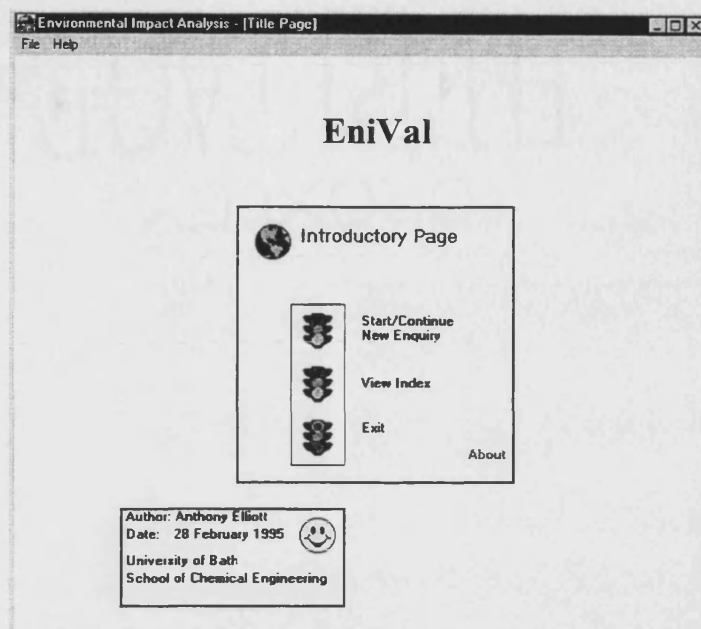 Environmental Impact Analysis - [Title Page]
File Help
EniVal
Introductory Page
Start/Continue
New Enquiry
View Index
Exit
About
Author: Anthony Elliott
Date: 28 February 1995
University of Bath
School of Chemical Engineering